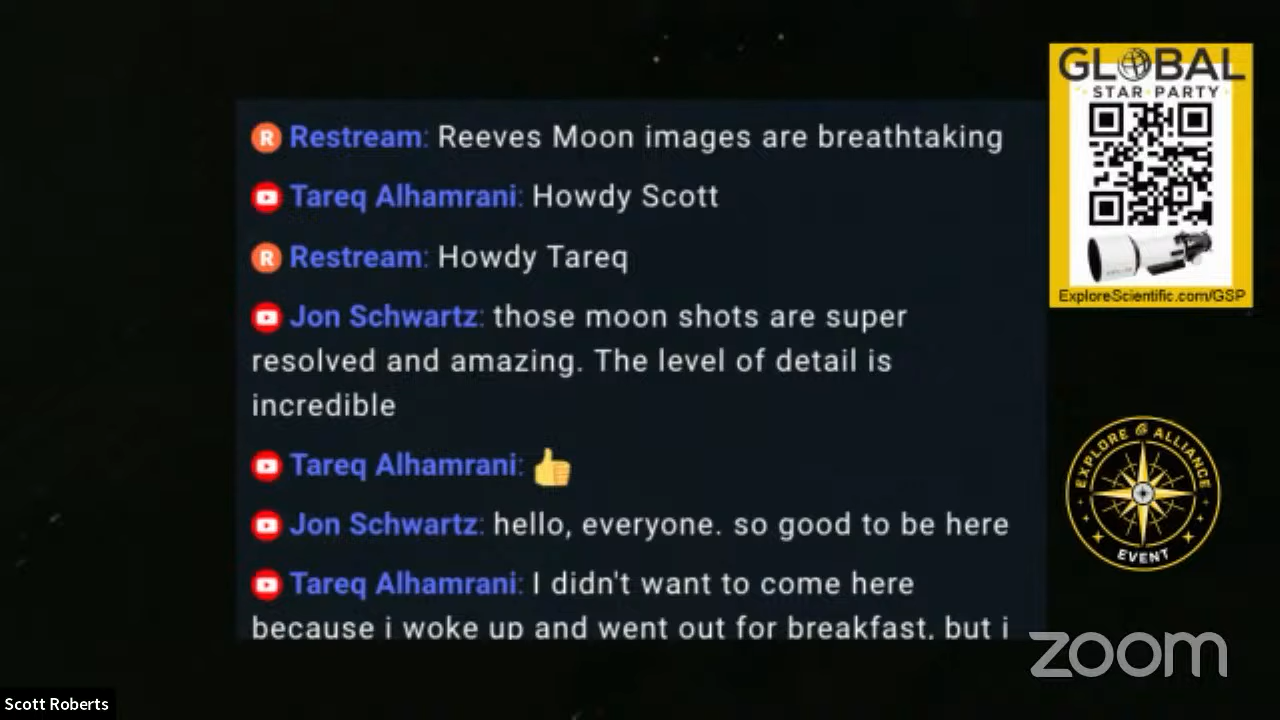 Restream: Reeves Moon images are breathtaking
Tareq Alhamrani: Howdy Scott
Restream: Howdy Tareq
Jon Schwartz: those moon shots are super
resolved and amazing. The level of detail is
incredible
Tareq Alhamrani: 👍
Jon Schwartz: hello, everyone. so good to be here
Tareq Alhamrani: I didn't want to come here
because i woke up and went out for breakfast, but i
GLOBAL
STAR PARTY
ExploreScientific.com/GSP
EXPLORE ALLIANCE
EVENT
zoom
Scott Roberts